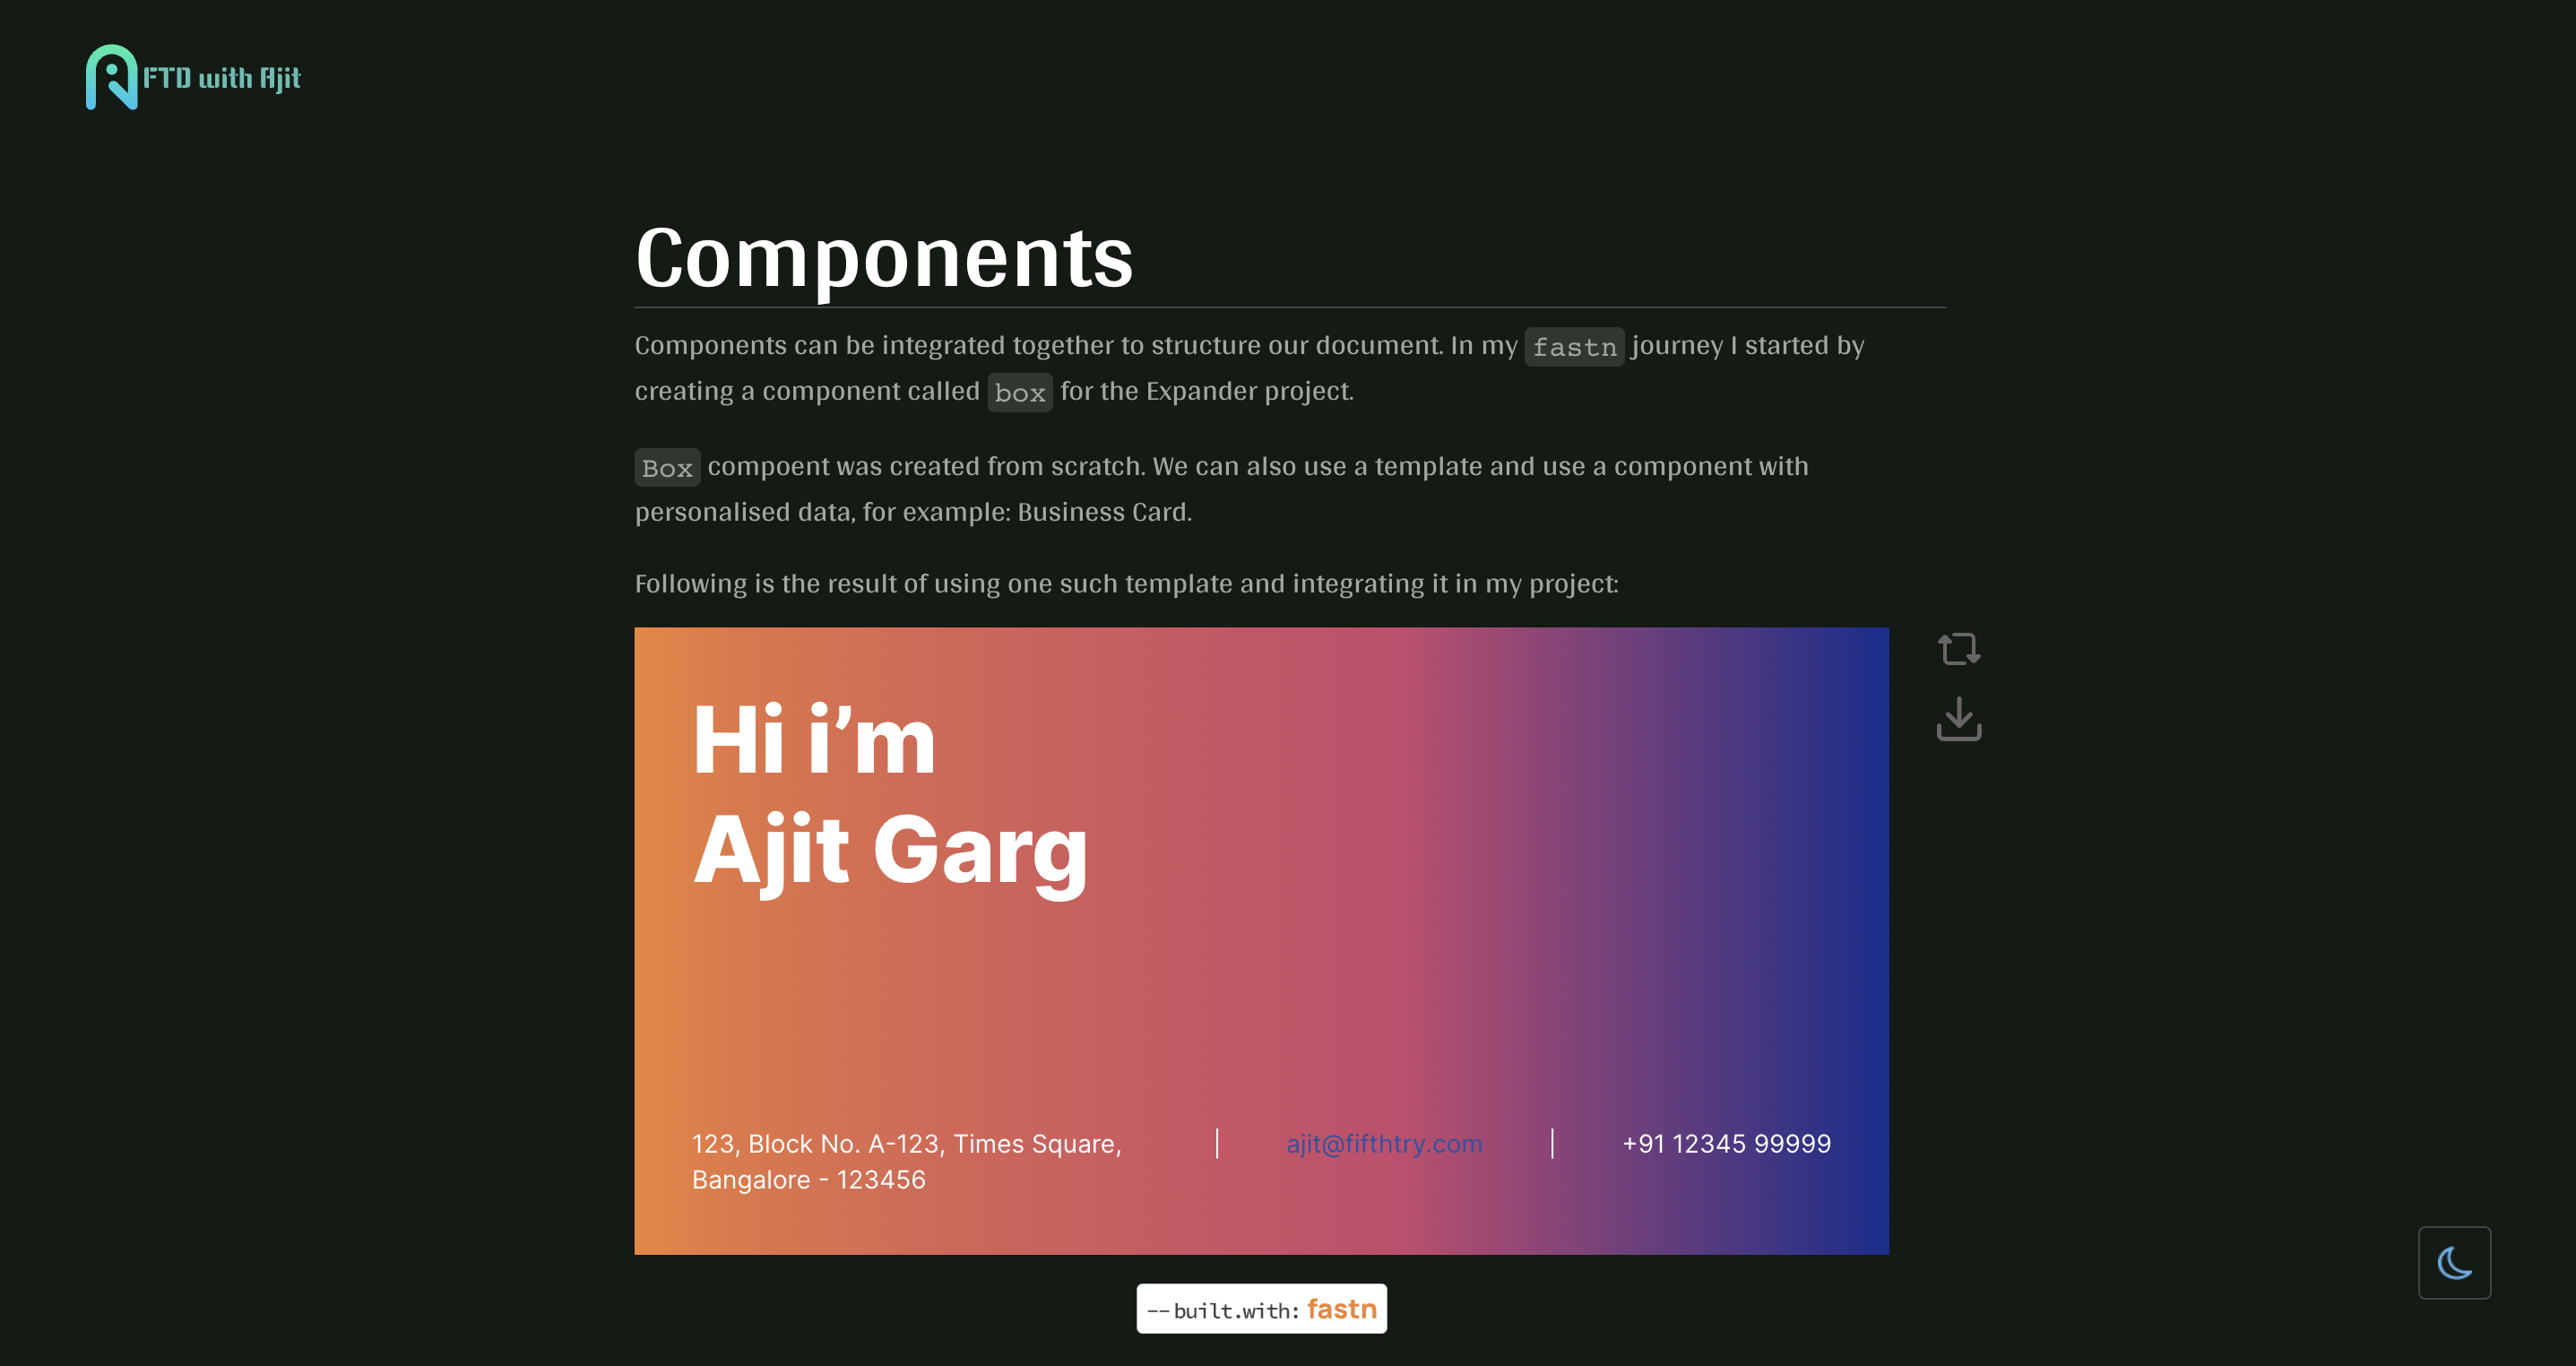 FTD with Ajit
Components
Components can be integrated together to structure our document. In my fastn journey I started by
creating a component called box for the Expander project.
Box compoent was created from scratch. We can also use a template and use a component with
personalised data, for example: Business Card.
Following is the result of using one such template and integrating it in my project:
Hi i’m
Ajit Garg
123, Block No. A-123, Times Square,
Bangalore - 123456
ajit@fifthtry.com
+91 12345 99999
-- built.with: fastn